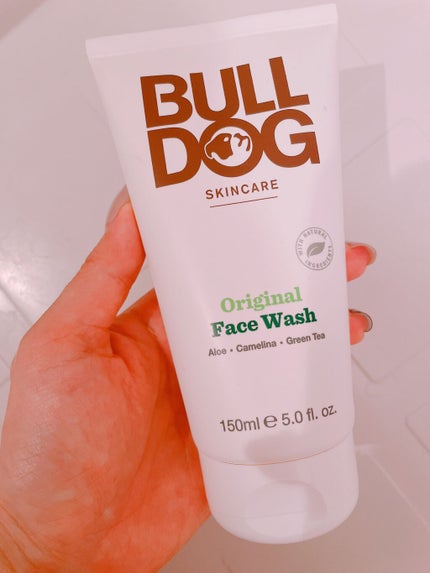 BULL
DOG
SKINCARE
WITH NATURAL INGREDIENTS
Original
Face Wash
Aloe • Camelina • Green Tea
150ml ℮ 5.0 fl. oz.